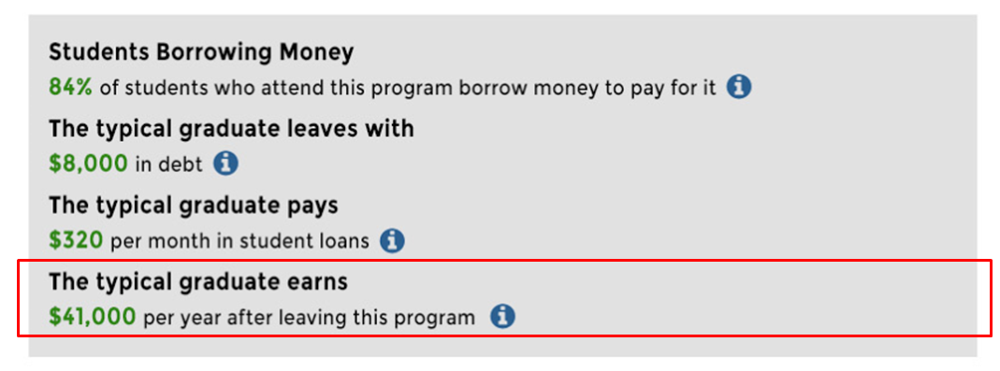 Students Borrowing Money
84% of students who attend this program borrow money to pay for it
The typical graduate leaves with
$8,000 in debt
The typical graduate pays
$320 per month in student loans
The typical graduate earns
$41,000 per year after leaving this program